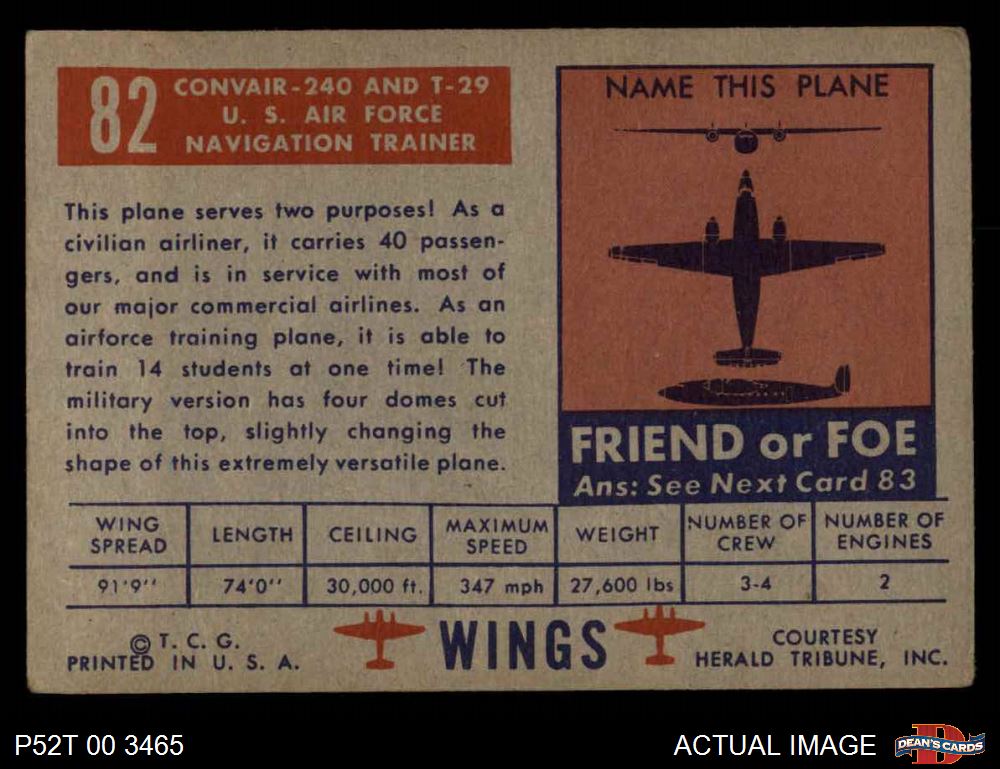 82
CONVAIR-240 AND T-29
U. S. AIR FORCE
NAVIGATION TRAINER
This plane serves two purposes! As a
civilian airliner, it carries 40 passen-
gers, and is in service with most of
our major commercial airlines. As an
airforce training plane, it is able to
train 14 students at one time! The
military version has four domes cut
into the top, slightly changing the
shape of this extremely versatile plane.
NAME THIS PLANE
FRIEND or FOE
Ans: See Next Card 83
WING SPREAD LENGTH CEILING MAXIMUM SPEED WEIGHT NUMBER OF CREW NUMBER OF ENGINES
91'9'' 74'0'' 30,000 ft. 347 mph 27,600 lbs 3-4 2
© T. C. G.
PRINTED IN U. S. A.
WINGS
COURTESY
HERALD TRIBUNE, INC.
P52T 00 3465
ACTUAL IMAGE
D
DEAN'S CARDS